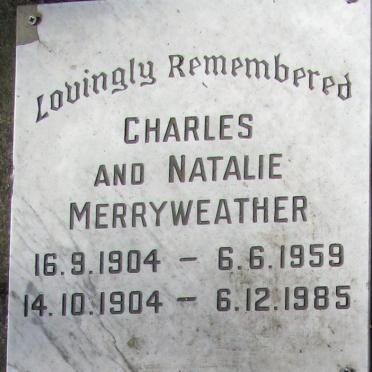 Lovingly Remembered
CHARLES
AND NATALIE
MERRYWEATHER
16.9.1904 – 6.6.1959
14.10.1904 – 6.12.1985